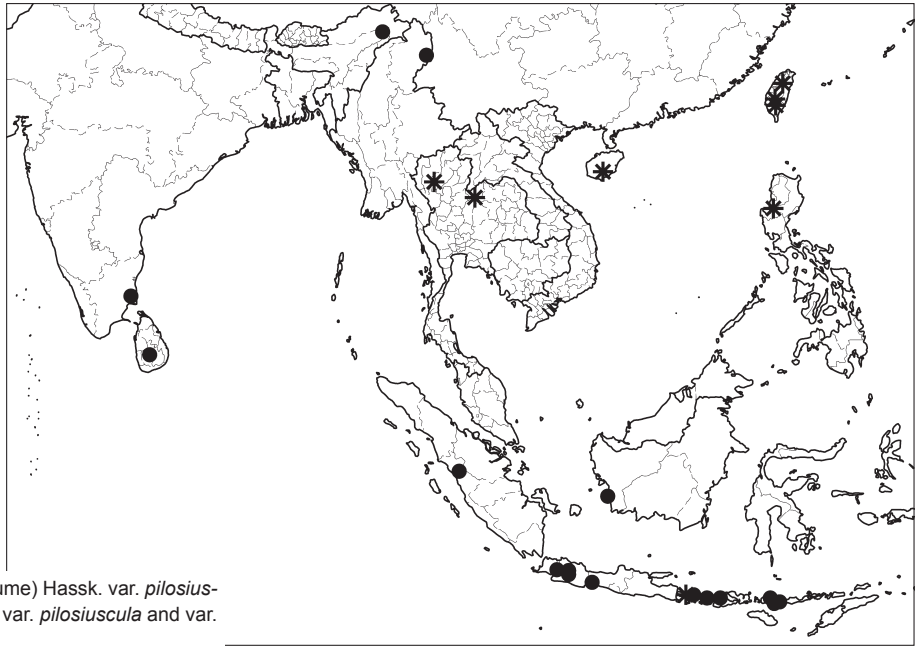 ume) Hassk. var. pilosius-
var. pilosiuscula and var.